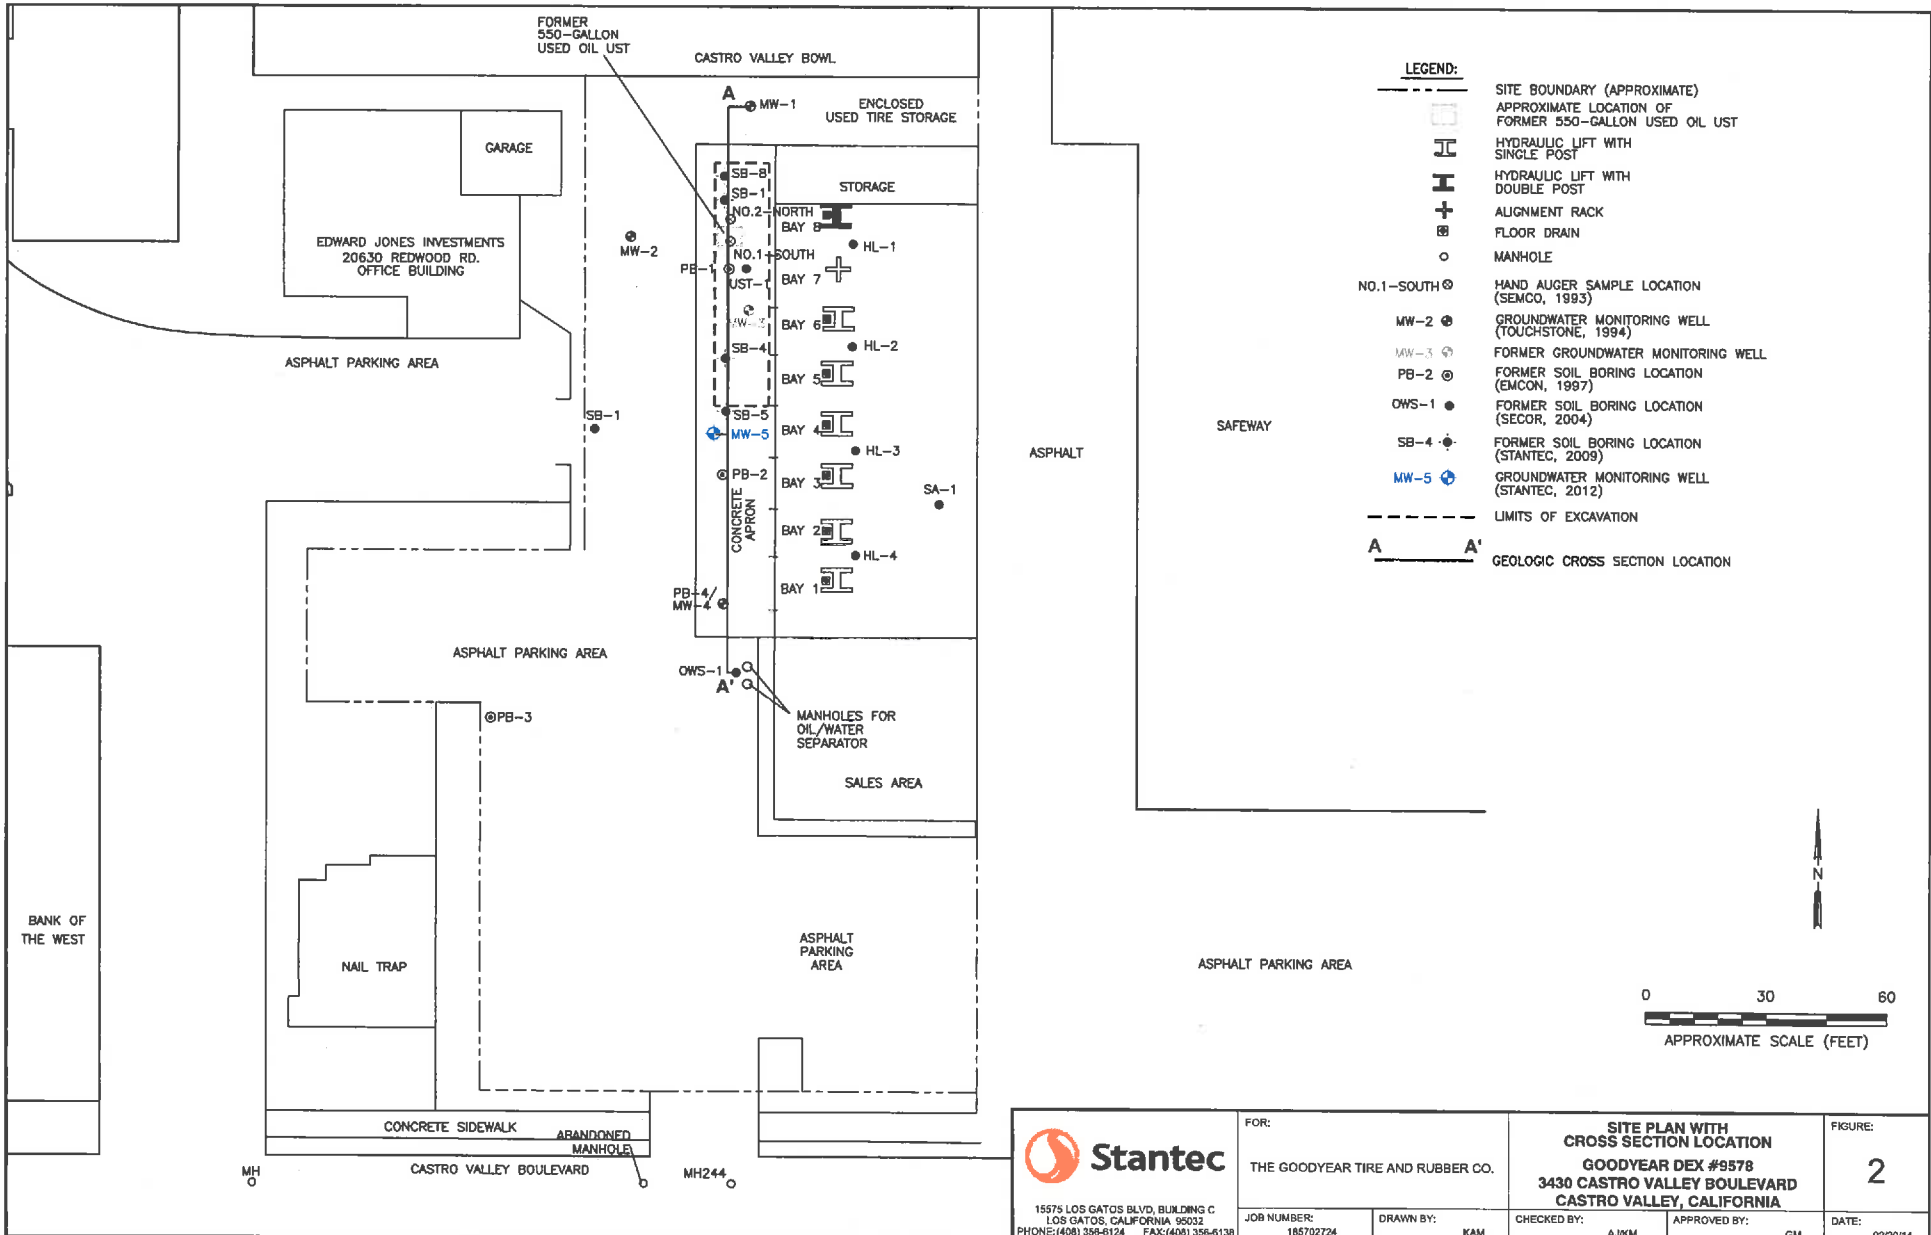 FORMER
550-GALLON
USED OIL UST
CASTRO VALLEY BOWL
A
MW-1
ENCLOSED
USED TIRE STORAGE
GARAGE
SB-8
SB-1
STORAGE
NO.2-NORTH
BAY 8
HL-1
EDWARD JONES INVESTMENTS
20630 REDWOOD RD.
OFFICE BUILDING
MW-2
NO.1-SOUTH
PB-1
UST-1
BAY 7
MW-3
BAY 6
SB-4
HL-2
ASPHALT PARKING AREA
BAY 5
SB-1
SB-5
MW-5
BAY 4
HL-3
PB-2
BAY 3
SA-1
CONCRETE
APRON
BAY 2
HL-4
PB-4/
MW-4
BAY 1
ASPHALT PARKING AREA
OWS-1
A'
PB-3
MANHOLES FOR
OIL/WATER
SEPARATOR
SALES AREA
ASPHALT
SAFEWAY
BANK OF
THE WEST
NAIL TRAP
ASPHALT
PARKING
AREA
ASPHALT PARKING AREA
CONCRETE SIDEWALK
ABANDONED
MANHOLE
CASTRO VALLEY BOULEVARD
MH
MH244
LEGEND:
SITE BOUNDARY (APPROXIMATE)
APPROXIMATE LOCATION OF
FORMER 550-GALLON USED OIL UST
HYDRAULIC LIFT WITH
SINGLE POST
HYDRAULIC LIFT WITH
DOUBLE POST
ALIGNMENT RACK
FLOOR DRAIN
MANHOLE
NO.1-SOUTH HAND AUGER SAMPLE LOCATION
(SEMCO, 1993)
MW-2 GROUNDWATER MONITORING WELL
(TOUCHSTONE, 1994)
MW-3 FORMER GROUNDWATER MONITORING WELL
PB-2 FORMER SOIL BORING LOCATION
(EMCON, 1997)
OWS-1 FORMER SOIL BORING LOCATION
(SECOR, 2004)
SB-4 FORMER SOIL BORING LOCATION
(STANTEC, 2009)
MW-5 GROUNDWATER MONITORING WELL
(STANTEC, 2012)
LIMITS OF EXCAVATION
A A' GEOLOGIC CROSS SECTION LOCATION
N
0 30 60
APPROXIMATE SCALE (FEET)
Stantec
15575 LOS GATOS BLVD, BUILDING C
LOS GATOS, CALIFORNIA 95032
PHONE:(408) 356-6124 FAX:(408) 356-6138
FOR:
THE GOODYEAR TIRE AND RUBBER CO.
SITE PLAN WITH
CROSS SECTION LOCATION
GOODYEAR DEX #9578
3430 CASTRO VALLEY BOULEVARD
CASTRO VALLEY, CALIFORNIA
FIGURE:
2
JOB NUMBER:
185702724
DRAWN BY:
KAM
CHECKED BY:
APPROVED BY:
GM
DATE: